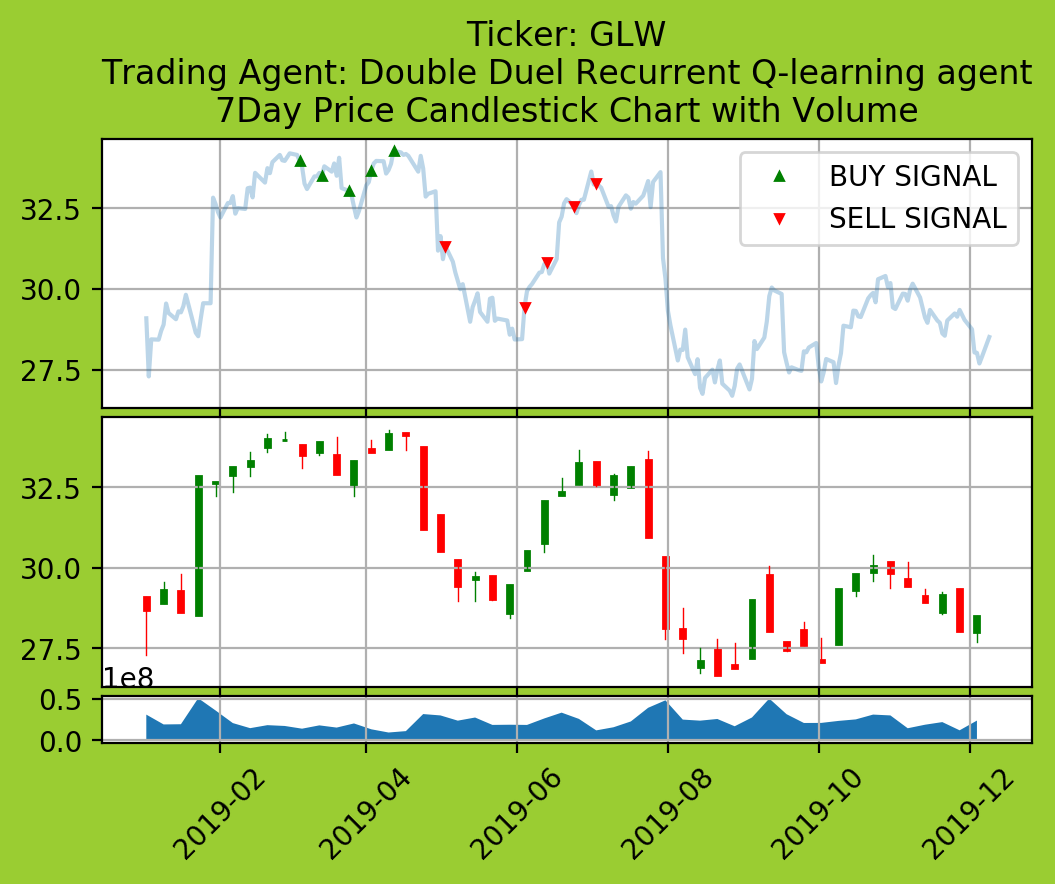 Ticker: GLW
Trading Agent: Double Duel Recurrent Q-learning agent
7Day Price Candlestick Chart with Volume
BUY SIGNAL
SELL SIGNAL
32.5
30.0
27.5
32.5
30.0
27.5
1e8
0.5
0.0
2019-02
2019-04
2019-06
2019-08
2019-10
2019-12